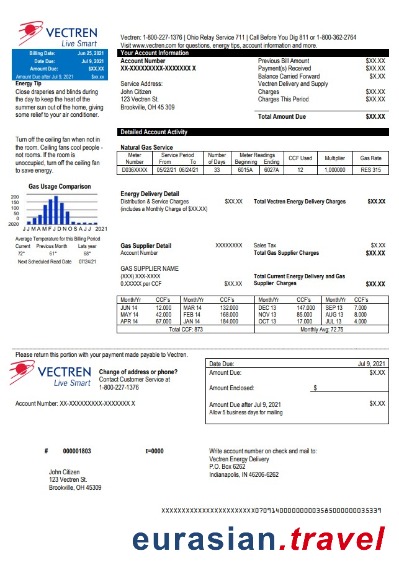 VECTREN
Live Smart
Vectren: 1-800-227-1376 | Ohio Relay Service 711 | Call Before You Dig 811 or 1-800-362-2764
Visit www.vectren.com for questions, energy tips, account information and more.
Billing Date: Jun 25, 2021
Date Due: Jul 9, 2021
Amount Due: $XX.XX
Amount Due after Jul 9, 2021 $xx.xx
Energy Tip
Close draperies and blinds during
the day to keep the heat of the
summer sun out of the home, giving
some relief to your air conditioner.
Turn off the ceiling fan when not in
the room. Ceiling fans cool people -
not rooms. If the room is
unoccupied, turn off the ceiling fan
to save energy.
Gas Usage Comparison
200
150
100
50
0
2020 J J M A M J O F D N O S A J J 2021
Average Temperature for this Billing Period
Current Previous Month Lats year
72° 61° 68°
Next Scheduled Read Date 07/24/21
Your Account Information
Account Number
XX-XXXXXXXXX-XXXXXXX X
Service Address:
John Citizen
123 Vectren St.
Brookville, OH 45 309
Previous Bill Amount $XX.XX
Payment(s) Received $XX.XX
Balance Carried Forward $X.XX
Vectren Delivery and Supply
Charges $XX.XX
Charges This Period $XX.XX
Total Amount Due $XX.XX
Detailed Account Activity
Natural Gas Service
Meter Number Service Period From To Number of Days Meter Readings Beginning Ending CCF Used Multiplier Gas Rate
D036XXXX 05/22/21 06/24/21 33 6015A 6027A 12 1.000000 RES 315
Energy Delivery Detail
Distribution & Service Charges $XX.XX Total Vectren Energy Delivery Charges $XX.XX
(includes a Monthly Charge of $XX.XX)
Gas Supplier Detail XXXXXXXX Sales Tax $X.XX
Account Number Total Gas Supplier Charges $XX.XX
GAS SUPPLIER NAME
(XXX) XXX-XXXX
0.XXXXX per CCF $XX.XX
Total Current Energy Delivery and Gas
Supplier Charges $XX.XX
Month/Yr CCF's Month/Yr CCF's Month/Yr CCF's Month/Yr CCF's
JUN 14 12.000 MAR 14 132.000 DEC 13 147.000 SEP 13 7.000
MAY 14 42.000 FEB 14 168.000 NOV 13 85.000 AUG 13 8.000
APR 14 67.000 JAN 14 184.000 OCT 13 17.000 JUL 13 4.000
Total CCF: 873 Monthly Avg: 72.75
Please return this portion with your payment made payable to Vectren.
VECTREN
Live Smart
Change of address or phone?
Contact Customer Service at
1-800-227-1376
Account Number: XX-XXXXXXXXX-XXXXXXX X
Date Due: Jul 9, 2021
Amount Due: $X.XX
Amount Enclosed: $
Amount Due after Jul 9, 2021 $X.XX
Allow 5 business days for mailing
# 000001803 t=0000
John Citizen
123 Vectren St.
Brookville, OH 45309
Write account number on check and mail to:
Vectren Energy Delivery
P.O. Box 6262
Indianapolis, IN 46206-6262
eurasian.travel